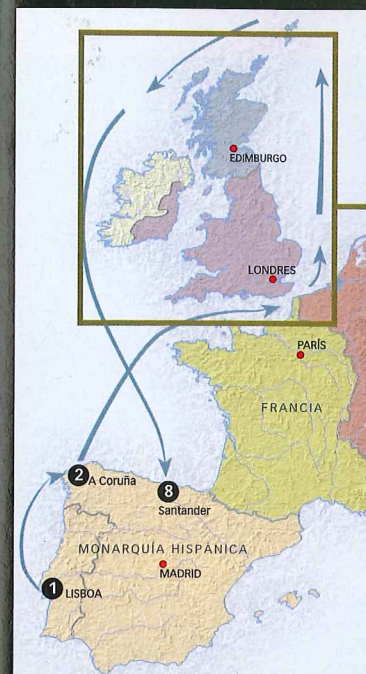 EDIMBURGO
LONDRES
PARÍS
FRANCIA
2 A Coruña
8
Santander
MONARQUÍA HISPÁNICA
MADRID
1 LISBOA